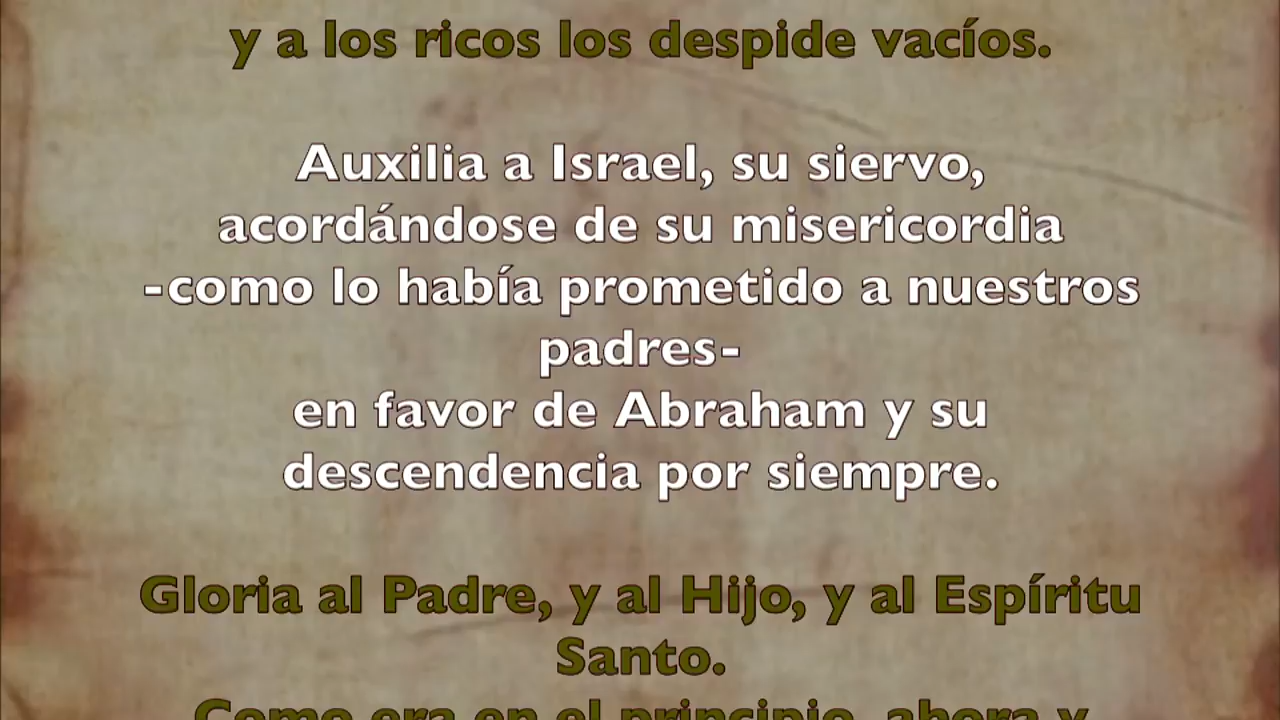 y a los ricos los despide vacíos.
Auxilia a Israel, su siervo,
acordándose de su misericordia
-como lo había prometido a nuestros
padres-
en favor de Abraham y su
descendencia por siempre.
Gloria al Padre, y al Hijo, y al Espíritu
Santo.
Como era en el principio, ahora y